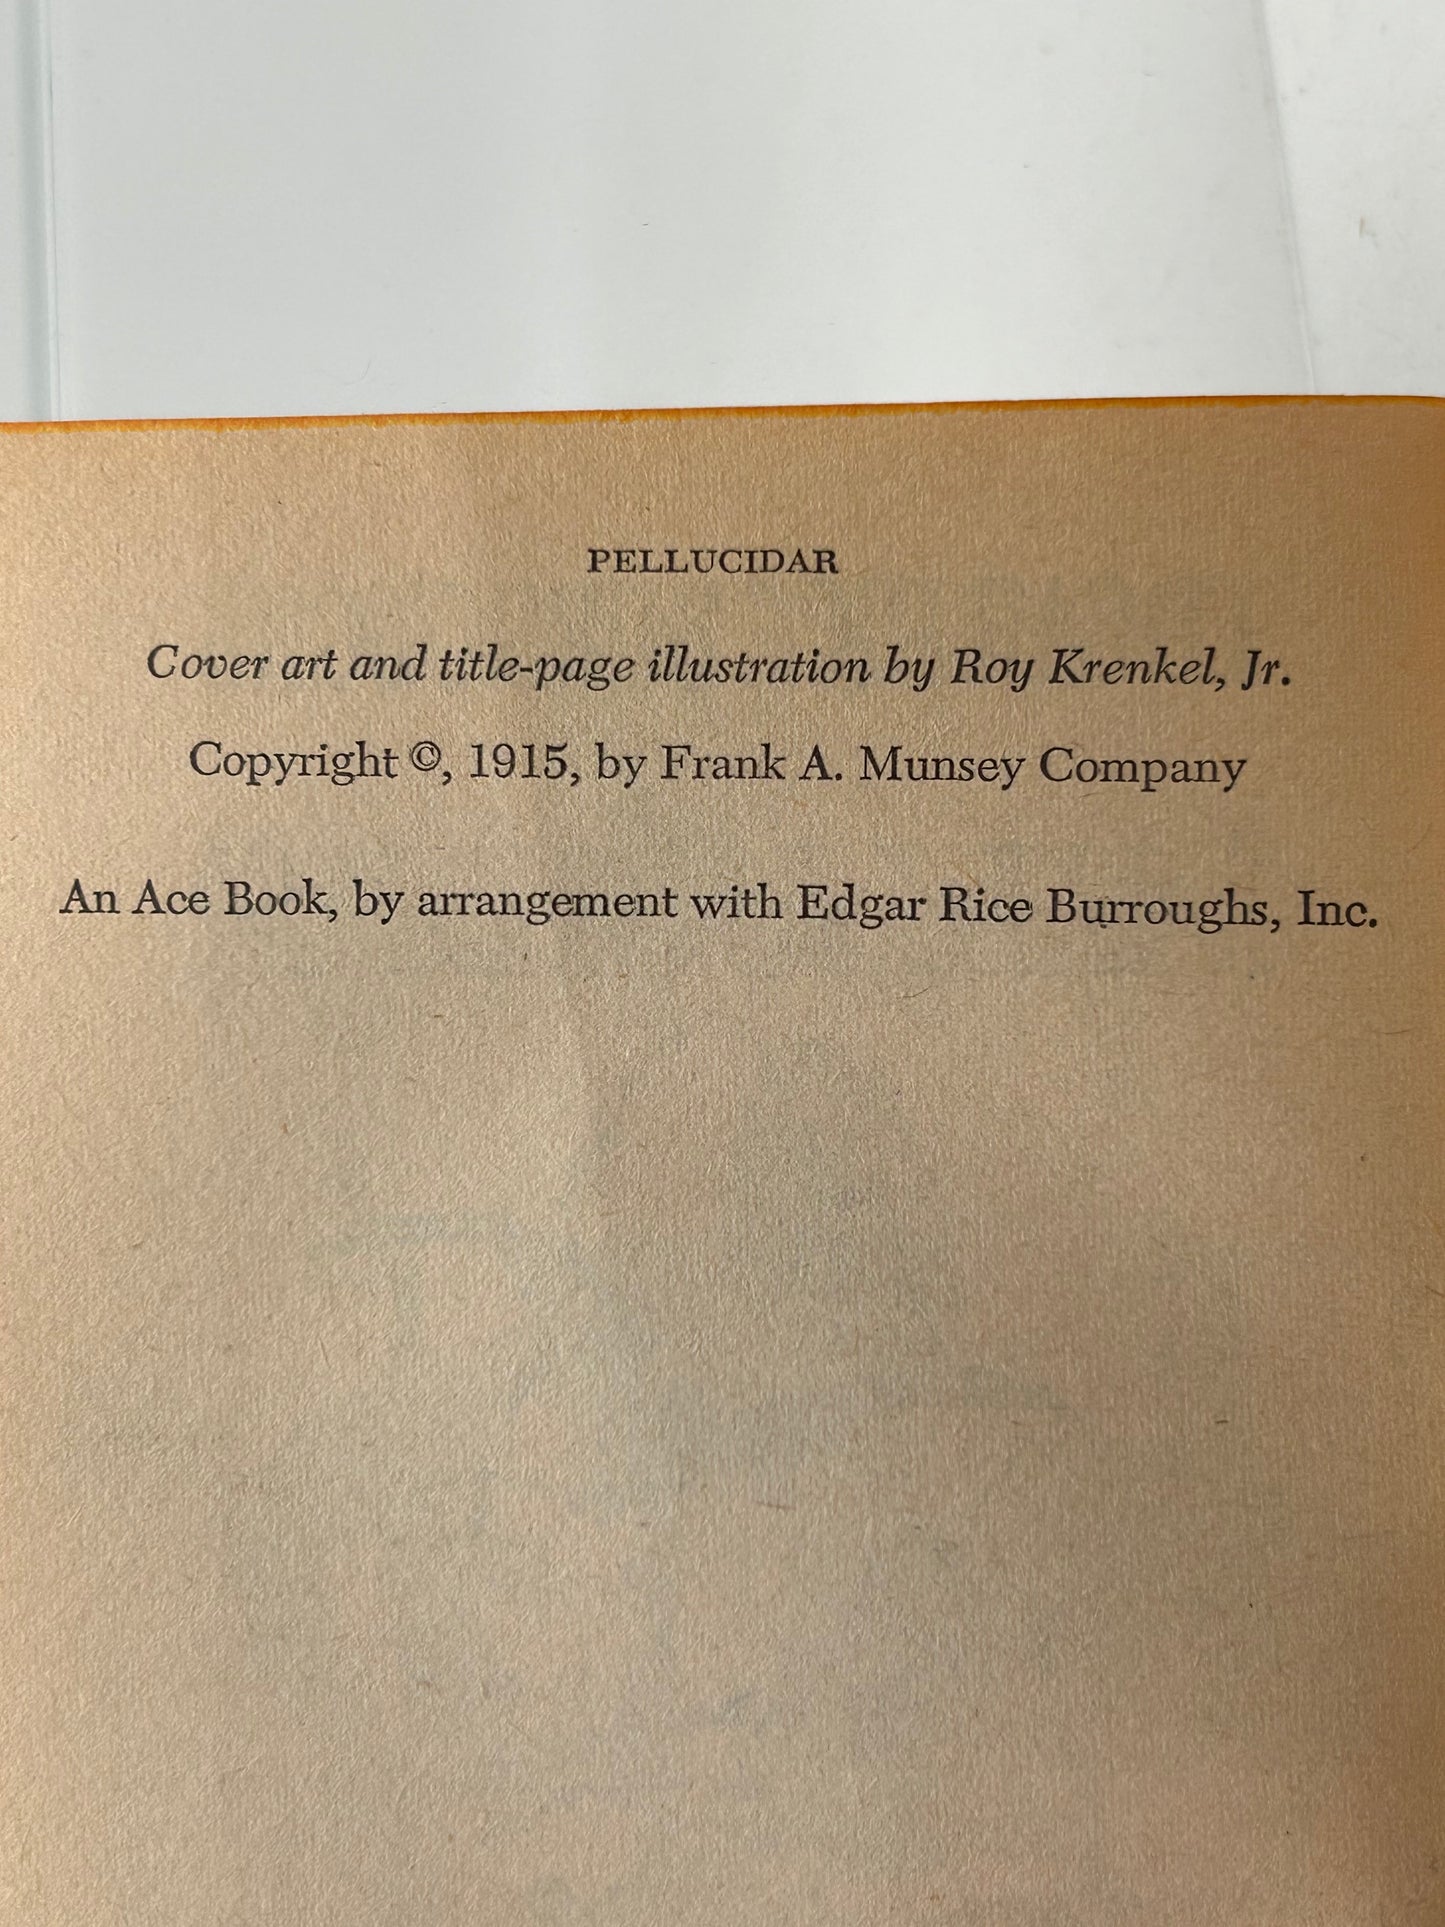 PELLUCIDAR
Cover art and title-page illustration by Roy Krenkel, Jr.
Copyright ©, 1915, by Frank A. Munsey Company
An Ace Book, by arrangement with Edgar Rice Burroughs, Inc.